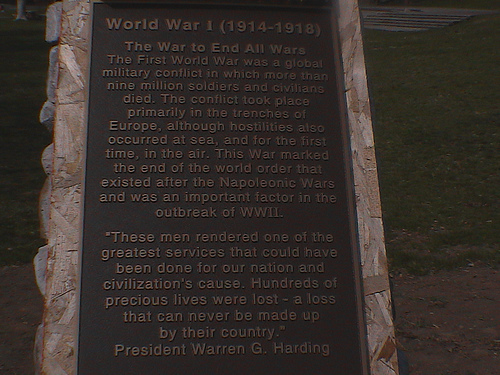 World War I (1914-1918)
The War to End All Wars
The First World War was a global
military conflict in which more than
nine million soldiers and civilians
died. The conflict took place
primarily in the trenches of
Europe, although hostilities also
occurred at sea, and for the first
time, in the air. This War marked
the end of the world order that
existed after the Napoleonic Wars
and was an important factor in the
outbreak of WWII.
"These men rendered one of the
greatest services that could have
been done for our nation and
civilization's cause. Hundreds of
precious lives were lost - a loss
that can never be made up
by their country."
President Warren G. Harding